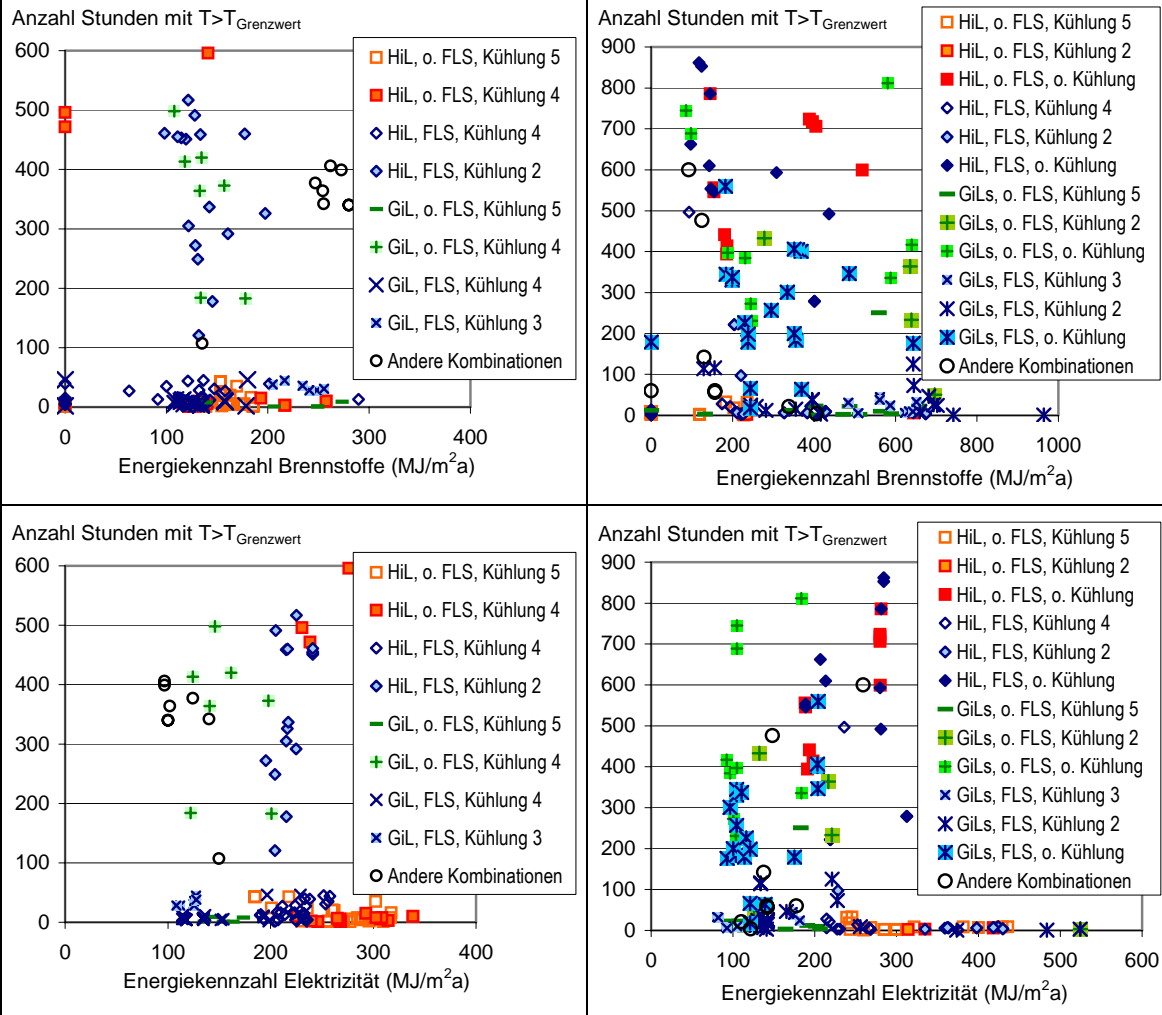 Anzahl Stunden mit T>TGrenzwert
600
500
400
300
200
100
0
0
100
200
300
400
Energiekennzahl Brennstoffe (MJ/m²a)
HiL, o. FLS, Kühlung 5
HiL, o. FLS, Kühlung 4
HiL, FLS, Kühlung 4
HiL, FLS, Kühlung 2
GiL, o. FLS, Kühlung 5
GiL, o. FLS, Kühlung 4
GiL, FLS, Kühlung 4
GiL, FLS, Kühlung 3
Andere Kombinationen
Anzahl Stunden mit T>TGrenzwert
900
800
700
600
500
400
300
200
100
0
0
200
400
600
800
1000
Energiekennzahl Brennstoffe (MJ/m²a)
HiL, o. FLS, Kühlung 5
HiL, o. FLS, Kühlung 2
HiL, o. FLS, o. Kühlung
HiL, FLS, Kühlung 4
HiL, FLS, Kühlung 2
HiL, FLS, o. Kühlung
GiLs, o. FLS, Kühlung 5
GiLs, o. FLS, Kühlung 2
GiLs, o. FLS, o. Kühlung
GiLs, FLS, Kühlung 3
GiLs, FLS, Kühlung 2
GiLs, FLS, o. Kühlung
Andere Kombinationen
Anzahl Stunden mit T>TGrenzwert
600
500
400
300
200
100
0
0
100
200
300
400
Energiekennzahl Elektrizität (MJ/m²a)
HiL, o. FLS, Kühlung 5
HiL, o. FLS, Kühlung 4
HiL, FLS, Kühlung 4
HiL, FLS, Kühlung 2
GiL, o. FLS, Kühlung 5
GiL, o. FLS, Kühlung 4
GiL, FLS, Kühlung 4
GiL, FLS, Kühlung 3
Andere Kombinationen
Anzahl Stunden mit T>TGrenzwert
900
800
700
600
500
400
300
200
100
0
0
100
200
300
400
600
Energiekennzahl Elektrizität (MJ/m²a)
HiL, o. FLS, Kühlung 5
HiL, o. FLS, Kühlung 2
HiL, o. FLS, o. Kühlung
HiL, FLS, Kühlung 4
HiL, FLS, Kühlung 2
HiL, FLS, o. Kühlung
GiLs, o. FLS, Kühlung 5
GiLs, o. FLS, Kühlung 2
GiLs, o. FLS, o. Kühlung
GiLs, FLS, Kühlung 3
GiLs, FLS, Kühlung 2
GiLs, FLS, o. Kühlung
Andere Kombinationen